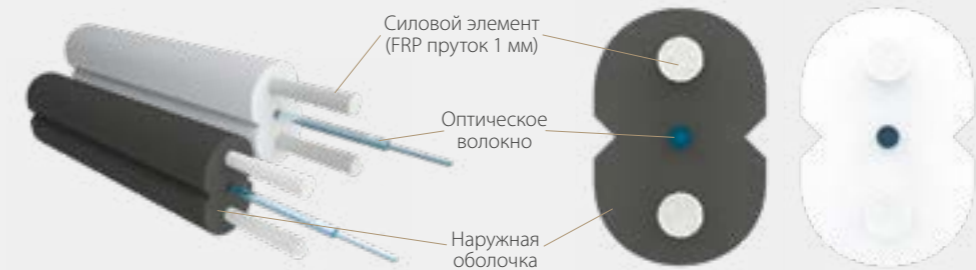 Силовой элемент
(FRP пруток 1 мм)
Оптическое
волокно
Наружная
оболочка